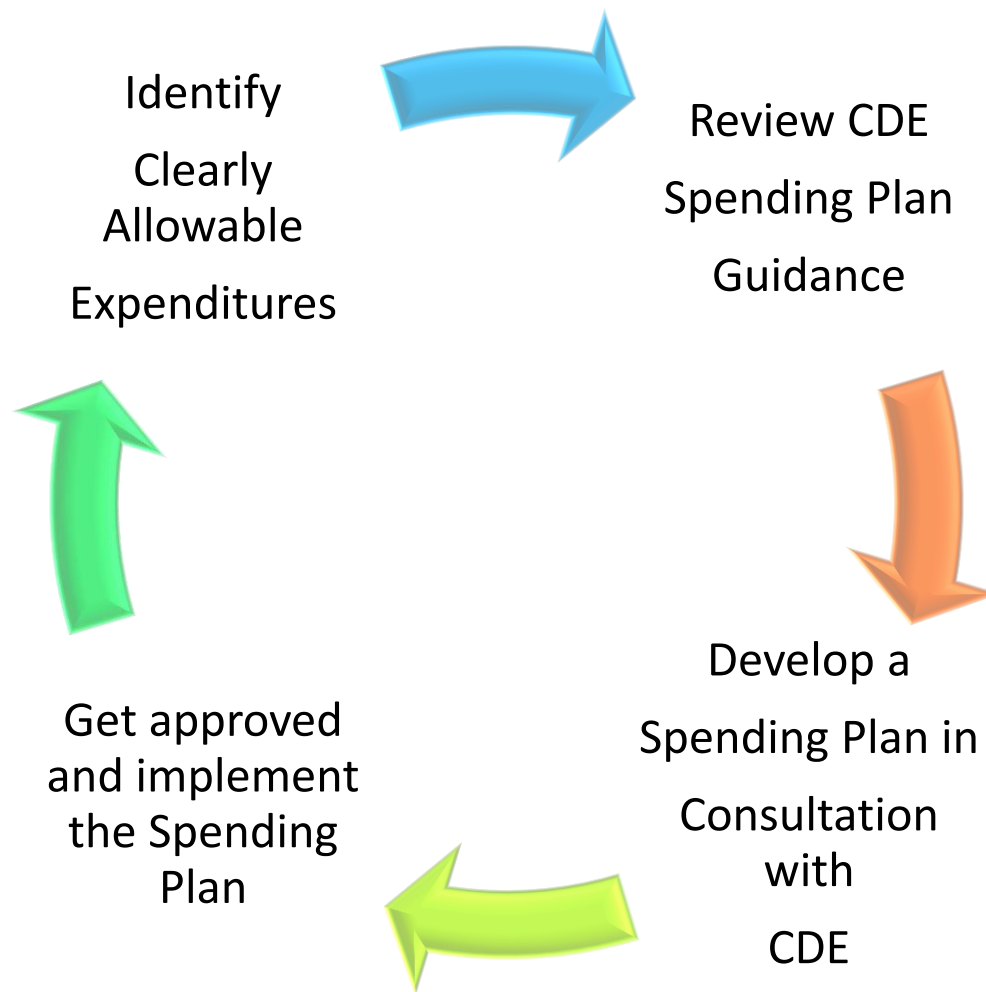 Identify
Clearly
Allowable
Expenditures
Review CDE
Spending Plan
Guidance
Develop a
Spending Plan in
Consultation
with
CDE
Get approved
and implement
the Spending
Plan